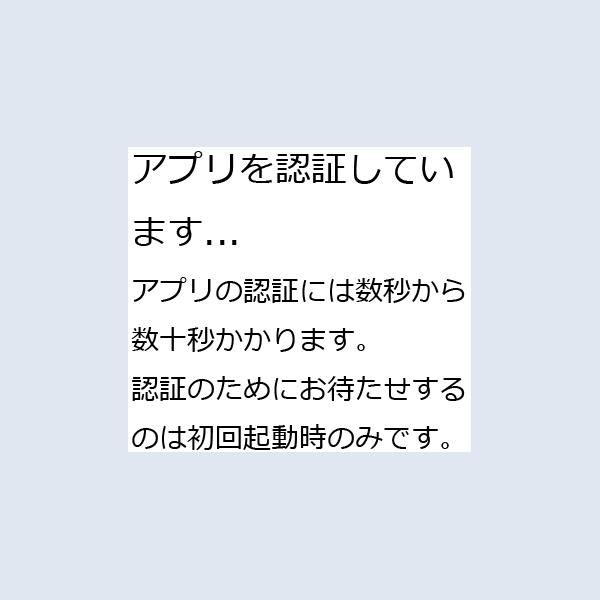 アプリを認証してい
ます...
アプリの認証には数秒から
数十秒かかります。
認証のためにお待たせする
のは初回起動時のみです。